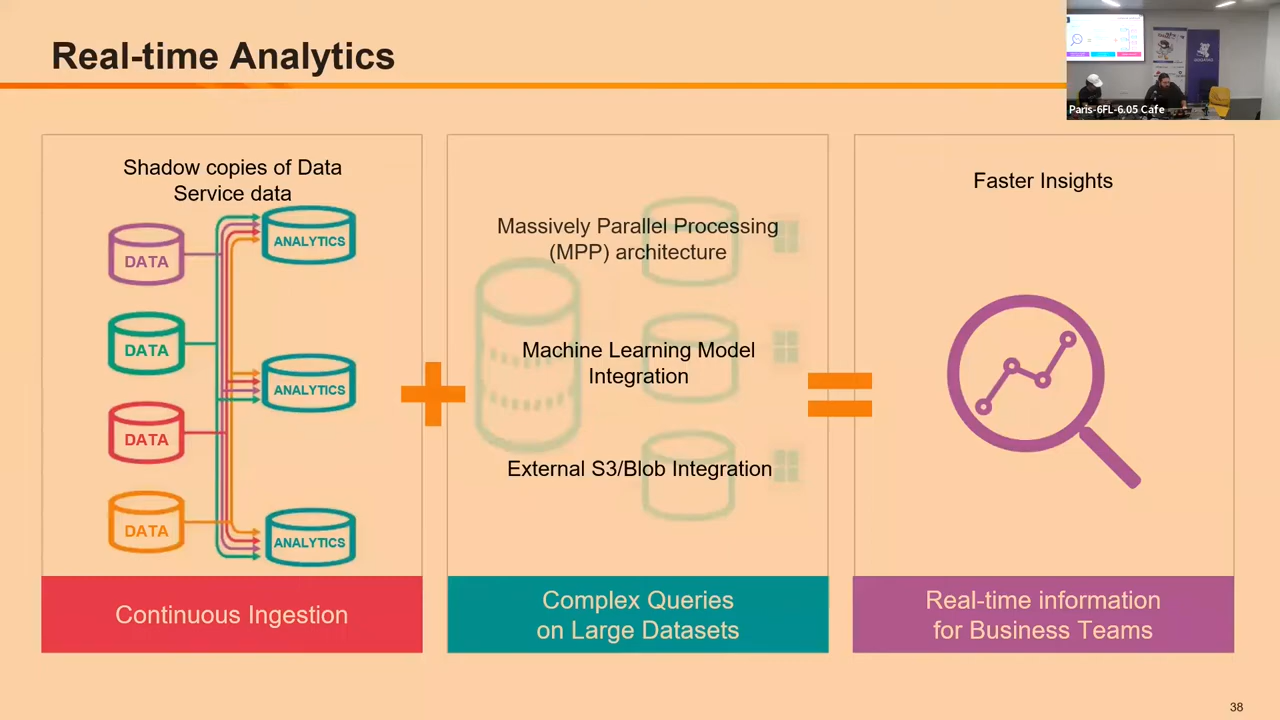 Real-time Analytics
Paris-6FL-6.05 Cafe
Shadow copies of Data
Service data
DATA
DATA
DATA
DATA
ANALYTICS
ANALYTICS
ANALYTICS
Continuous Ingestion
Massively Parallel Processing
(MPP) architecture
Machine Learning Model
Integration
External S3/Blob Integration
Complex Queries
on Large Datasets
Faster Insights
Real-time information
for Business Teams
38